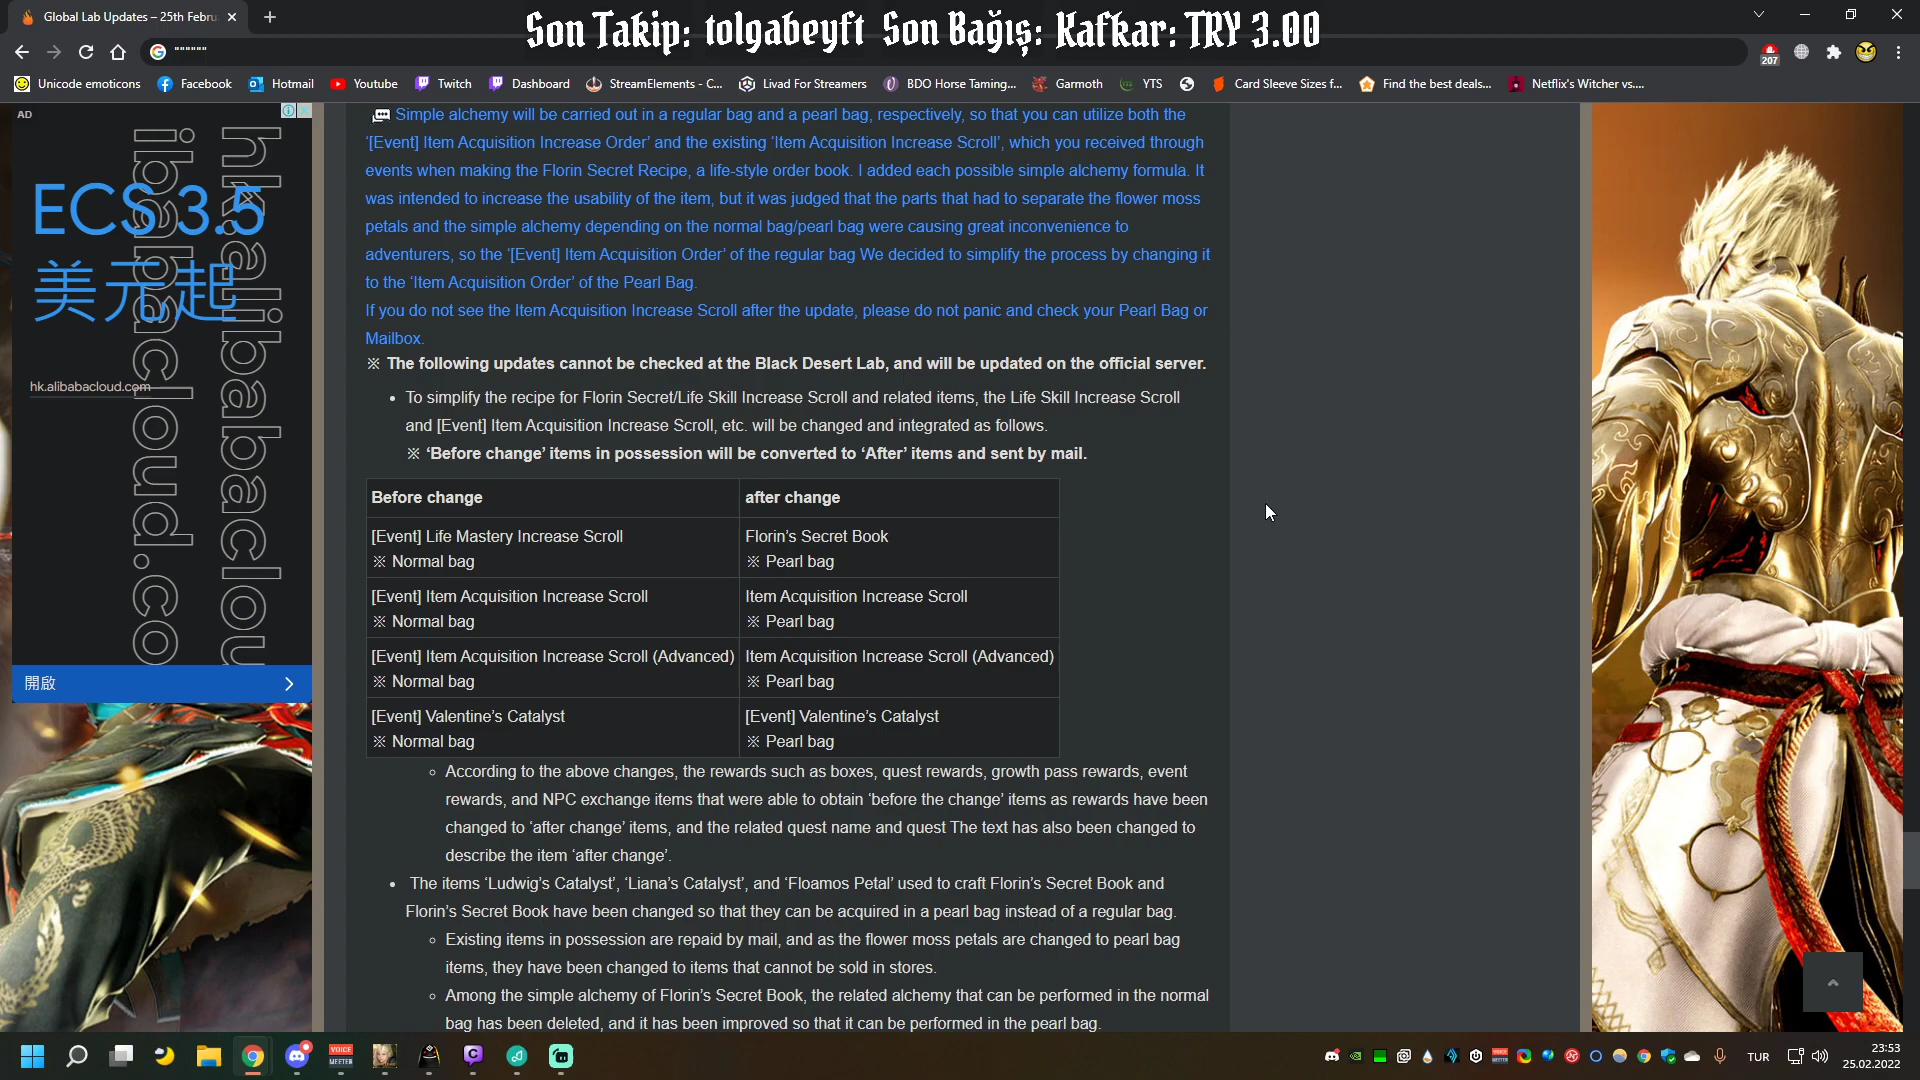 Global Lab Updates – 25th Febru
Son Takip: tolgabeyft Son Bağış: Kafkar: TRY 3.00
""""""
207
Unicode emoticons
Facebook
Hotmail
Youtube
Twitch
Dashboard
StreamElements - C...
Livad For Streamers
BDO Horse Taming...
Garmoth
YTS
Card Sleeve Sizes f...
Find the best deals...
Netflix's Witcher vs....
AD
ECS 3.5
美元起
hk.alibabacloud.com
開啟
Simple alchemy will be carried out in a regular bag and a pearl bag, respectively, so that you can utilize both the
‘[Event] Item Acquisition Increase Order’ and the existing ‘Item Acquisition Increase Scroll’, which you received through
events when making the Florin Secret Recipe, a life-style order book. I added each possible simple alchemy formula. It
was intended to increase the usability of the item, but it was judged that the parts that had to separate the flower moss
petals and the simple alchemy depending on the normal bag/pearl bag were causing great inconvenience to
adventurers, so the ‘[Event] Item Acquisition Order’ of the regular bag We decided to simplify the process by changing it
to the ‘Item Acquisition Order’ of the Pearl Bag.
If you do not see the Item Acquisition Increase Scroll after the update, please do not panic and check your Pearl Bag or
Mailbox.
※ The following updates cannot be checked at the Black Desert Lab, and will be updated on the official server.
• To simplify the recipe for Florin Secret/Life Skill Increase Scroll and related items, the Life Skill Increase Scroll
and [Event] Item Acquisition Increase Scroll, etc. will be changed and integrated as follows.
※ ‘Before change’ items in possession will be converted to ‘After’ items and sent by mail.
Before change after change
[Event] Life Mastery Increase Scroll Florin’s Secret Book
※ Normal bag ※ Pearl bag
[Event] Item Acquisition Increase Scroll Item Acquisition Increase Scroll
※ Normal bag ※ Pearl bag
[Event] Item Acquisition Increase Scroll (Advanced) Item Acquisition Increase Scroll (Advanced)
※ Normal bag ※ Pearl bag
[Event] Valentine’s Catalyst [Event] Valentine’s Catalyst
※ Normal bag ※ Pearl bag
◦ According to the above changes, the rewards such as boxes, quest rewards, growth pass rewards, event
rewards, and NPC exchange items that were able to obtain ‘before the change’ items as rewards have been
changed to ‘after change’ items, and the related quest name and quest The text has also been changed to
describe the item ‘after change’.
• The items ‘Ludwig’s Catalyst’, ‘Liana’s Catalyst’, and ‘Floamos Petal’ used to craft Florin’s Secret Book and
Florin’s Secret Book have been changed so that they can be acquired in a pearl bag instead of a regular bag.
◦ Existing items in possession are repaid by mail, and as the flower moss petals are changed to pearl bag
items, they have been changed to items that cannot be sold in stores.
◦ Among the simple alchemy of Florin’s Secret Book, the related alchemy that can be performed in the normal
bag has been deleted, and it has been improved so that it can be performed in the pearl bag.
VOICE
MEETER
TUR
23:53
25.02.2022